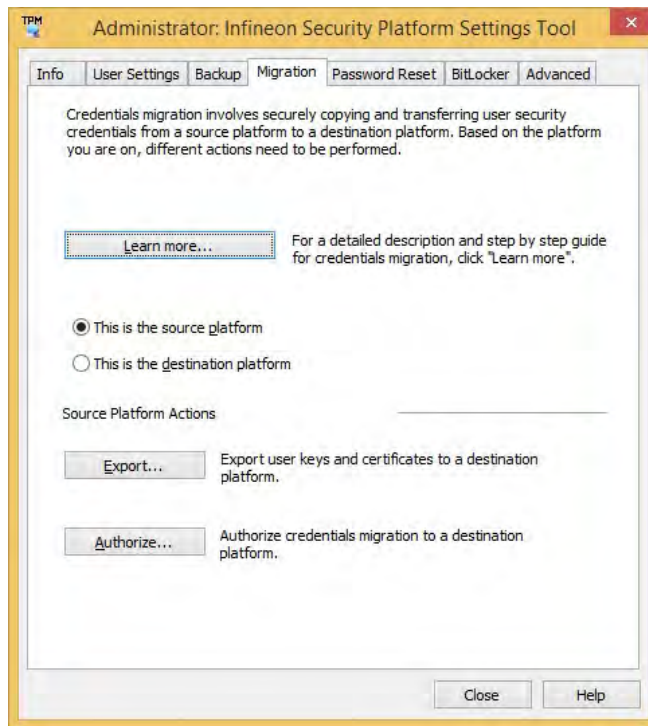 TPM
Administrator: Infineon Security Platform Settings Tool
Info User Settings Backup Migration Password Reset BitLocker Advanced
Credentials migration involves securely copying and transferring user security
credentials from a source platform to a destination platform. Based on the platform
you are on, different actions need to be performed.
Learn more...
For a detailed description and step by step guide
for credentials migration, click "Learn more".
This is the source platform
This is the destination platform
Source Platform Actions
Export...
Export user keys and certificates to a destination
platform.
Authorize...
Authorize credentials migration to a destination
platform.
Close Help